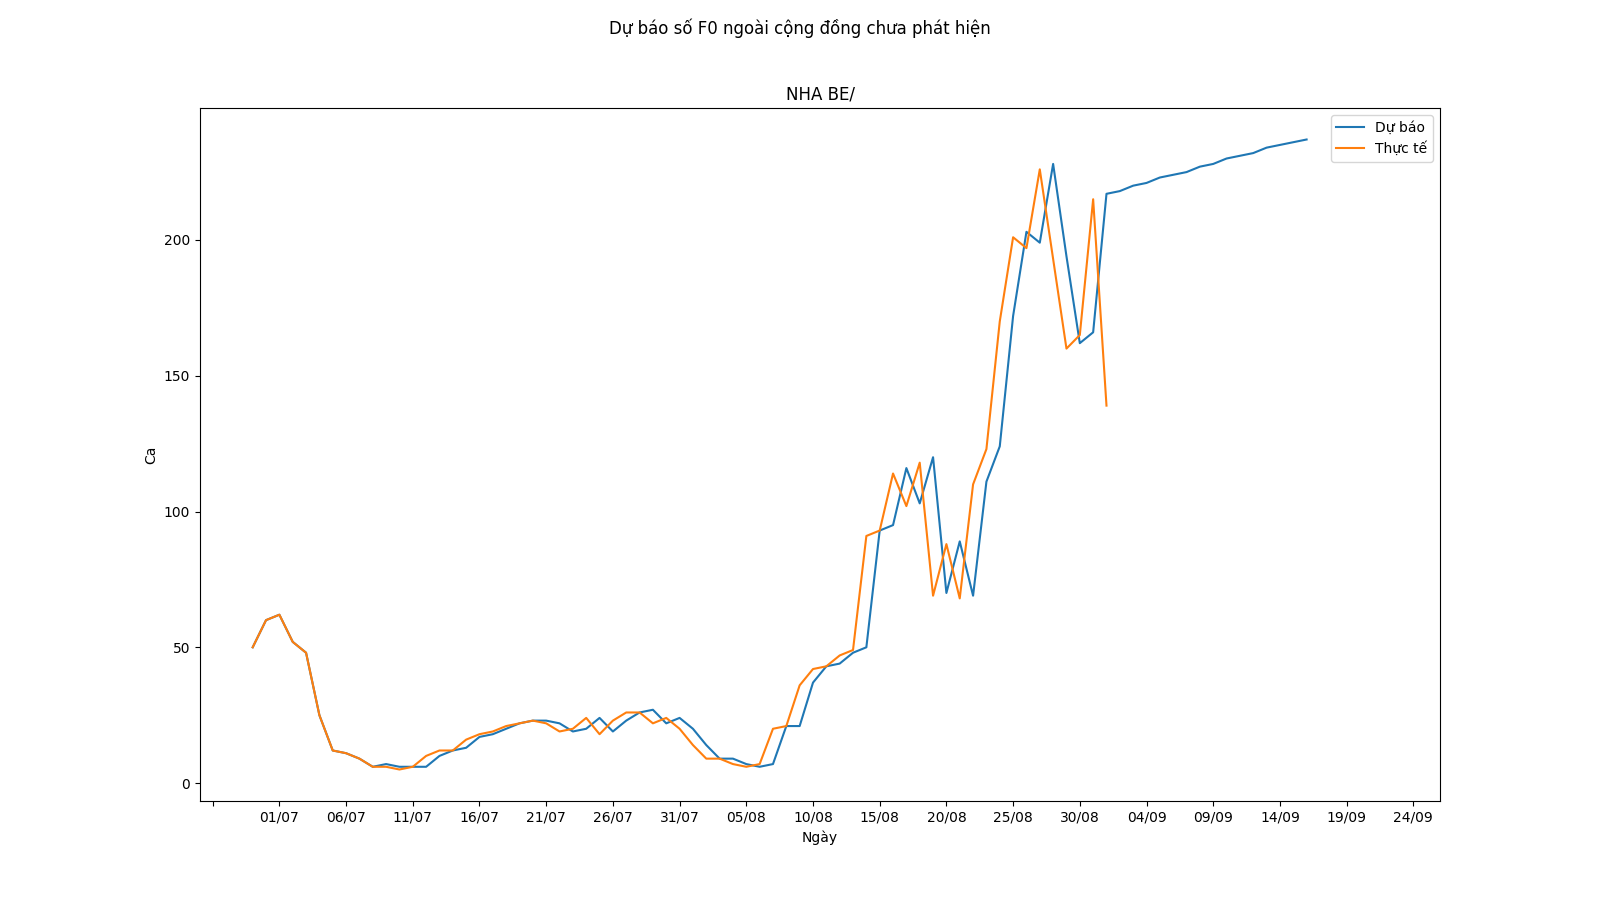 Dự báo số F0 ngoài cộng đồng chưa phát hiện
NHA BE/
Dự báo
Thực tế
200
150
100
50
0
Ca
01/07 06/07 11/07 16/07 21/07 26/07 31/07 05/08 10/08 15/08 20/08 25/08 30/08 04/09 09/09 14/09 19/09 24/09
Ngày